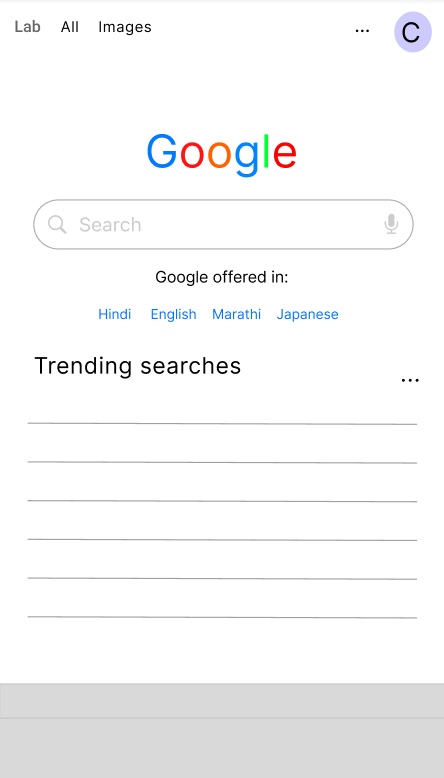 Lab All Images ... C
Google
Search
Google offered in:
Hindi English Marathi Japanese
Trending searches
...